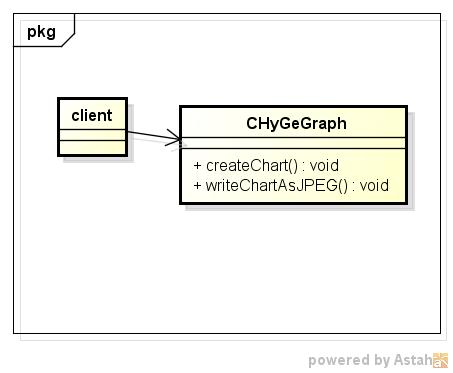 pkg
client
CHyGeGraph
+ createChart() : void
+ writeChartAsJPEG() : void
powered by Astah